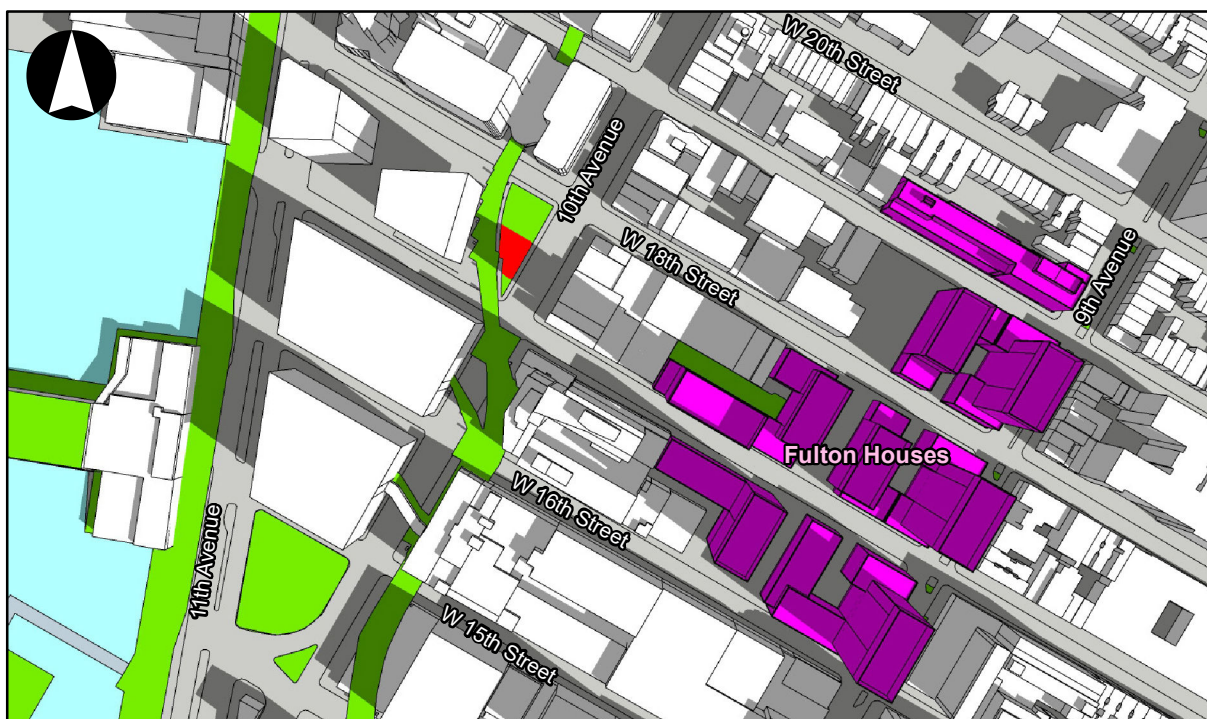 W 20th Street
10th Avenue
W 18th Street
9th Avenue
Fulton Houses
W 16th Street
11th Avenue
W 15th Street